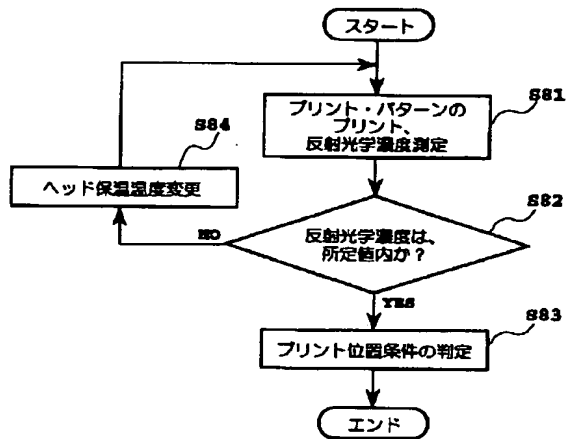 スタート
S81
プリント・パターンの
プリント、
反射光学濃度測定
S84
ヘッド保温温度変更
S82
反射光学濃度は、
所定値内か?
NO
YES
S83
プリント位置条件の判定
エンド